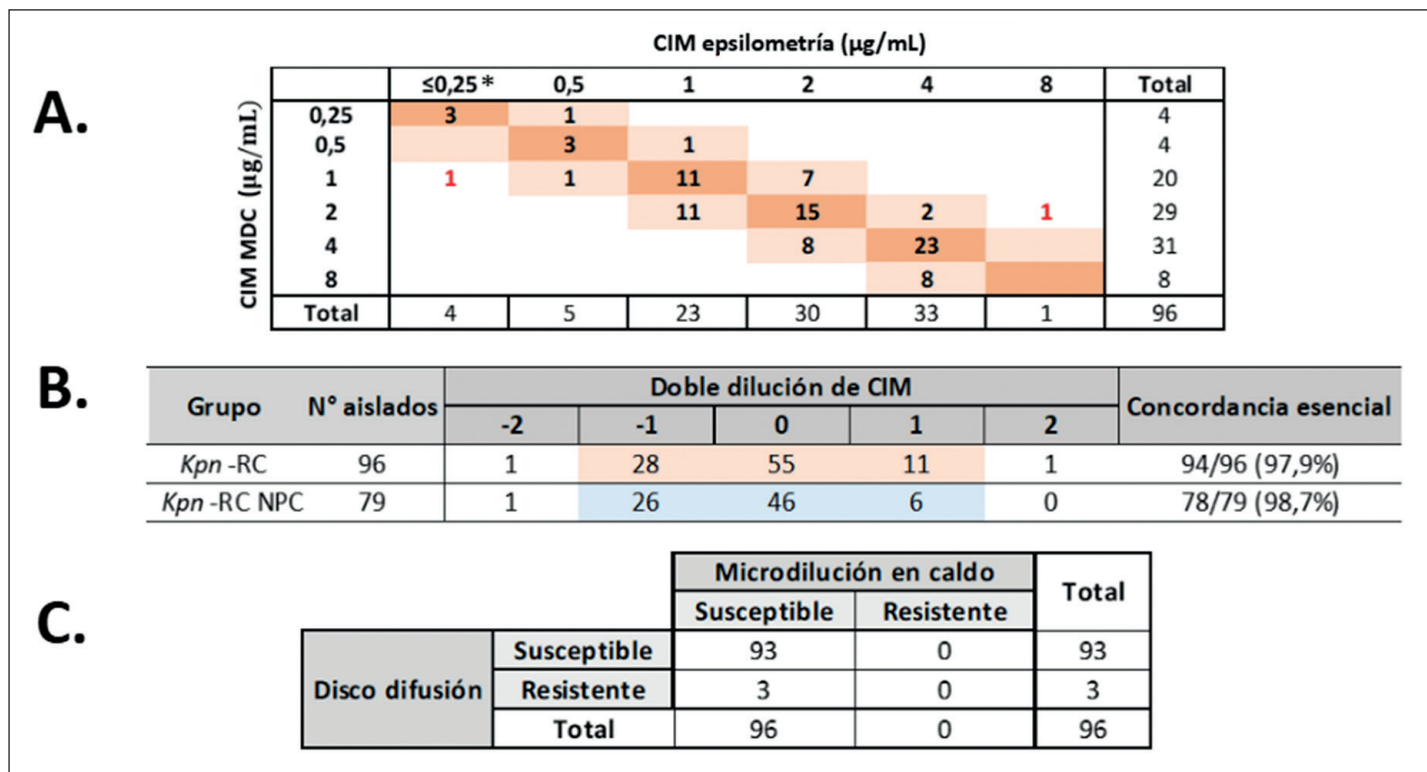 A.
CIM epsilometría (µg/mL)
CIM MDC (µg/mL)
≤0,25* 0,5 1 2 4 8 Total
0,25 3 1 4
0,5 3 1 4
1 1 1 11 7 20
2 11 15 2 1 29
4 8 23 31
8 8 8
Total 4 5 23 30 33 1 96
B.
Grupo N° aislados Doble dilución de CIM Concordancia esencial
-2 -1 0 1 2
Kpn -RC 96 1 28 55 11 1 94/96 (97,9%)
Kpn -RC NPC 79 1 26 46 6 0 78/79 (98,7%)
C.
Microdilución en caldo Total
Susceptible Resistente
Disco difusión
Susceptible 93 0 93
Resistente 3 0 3
Total 96 0 96